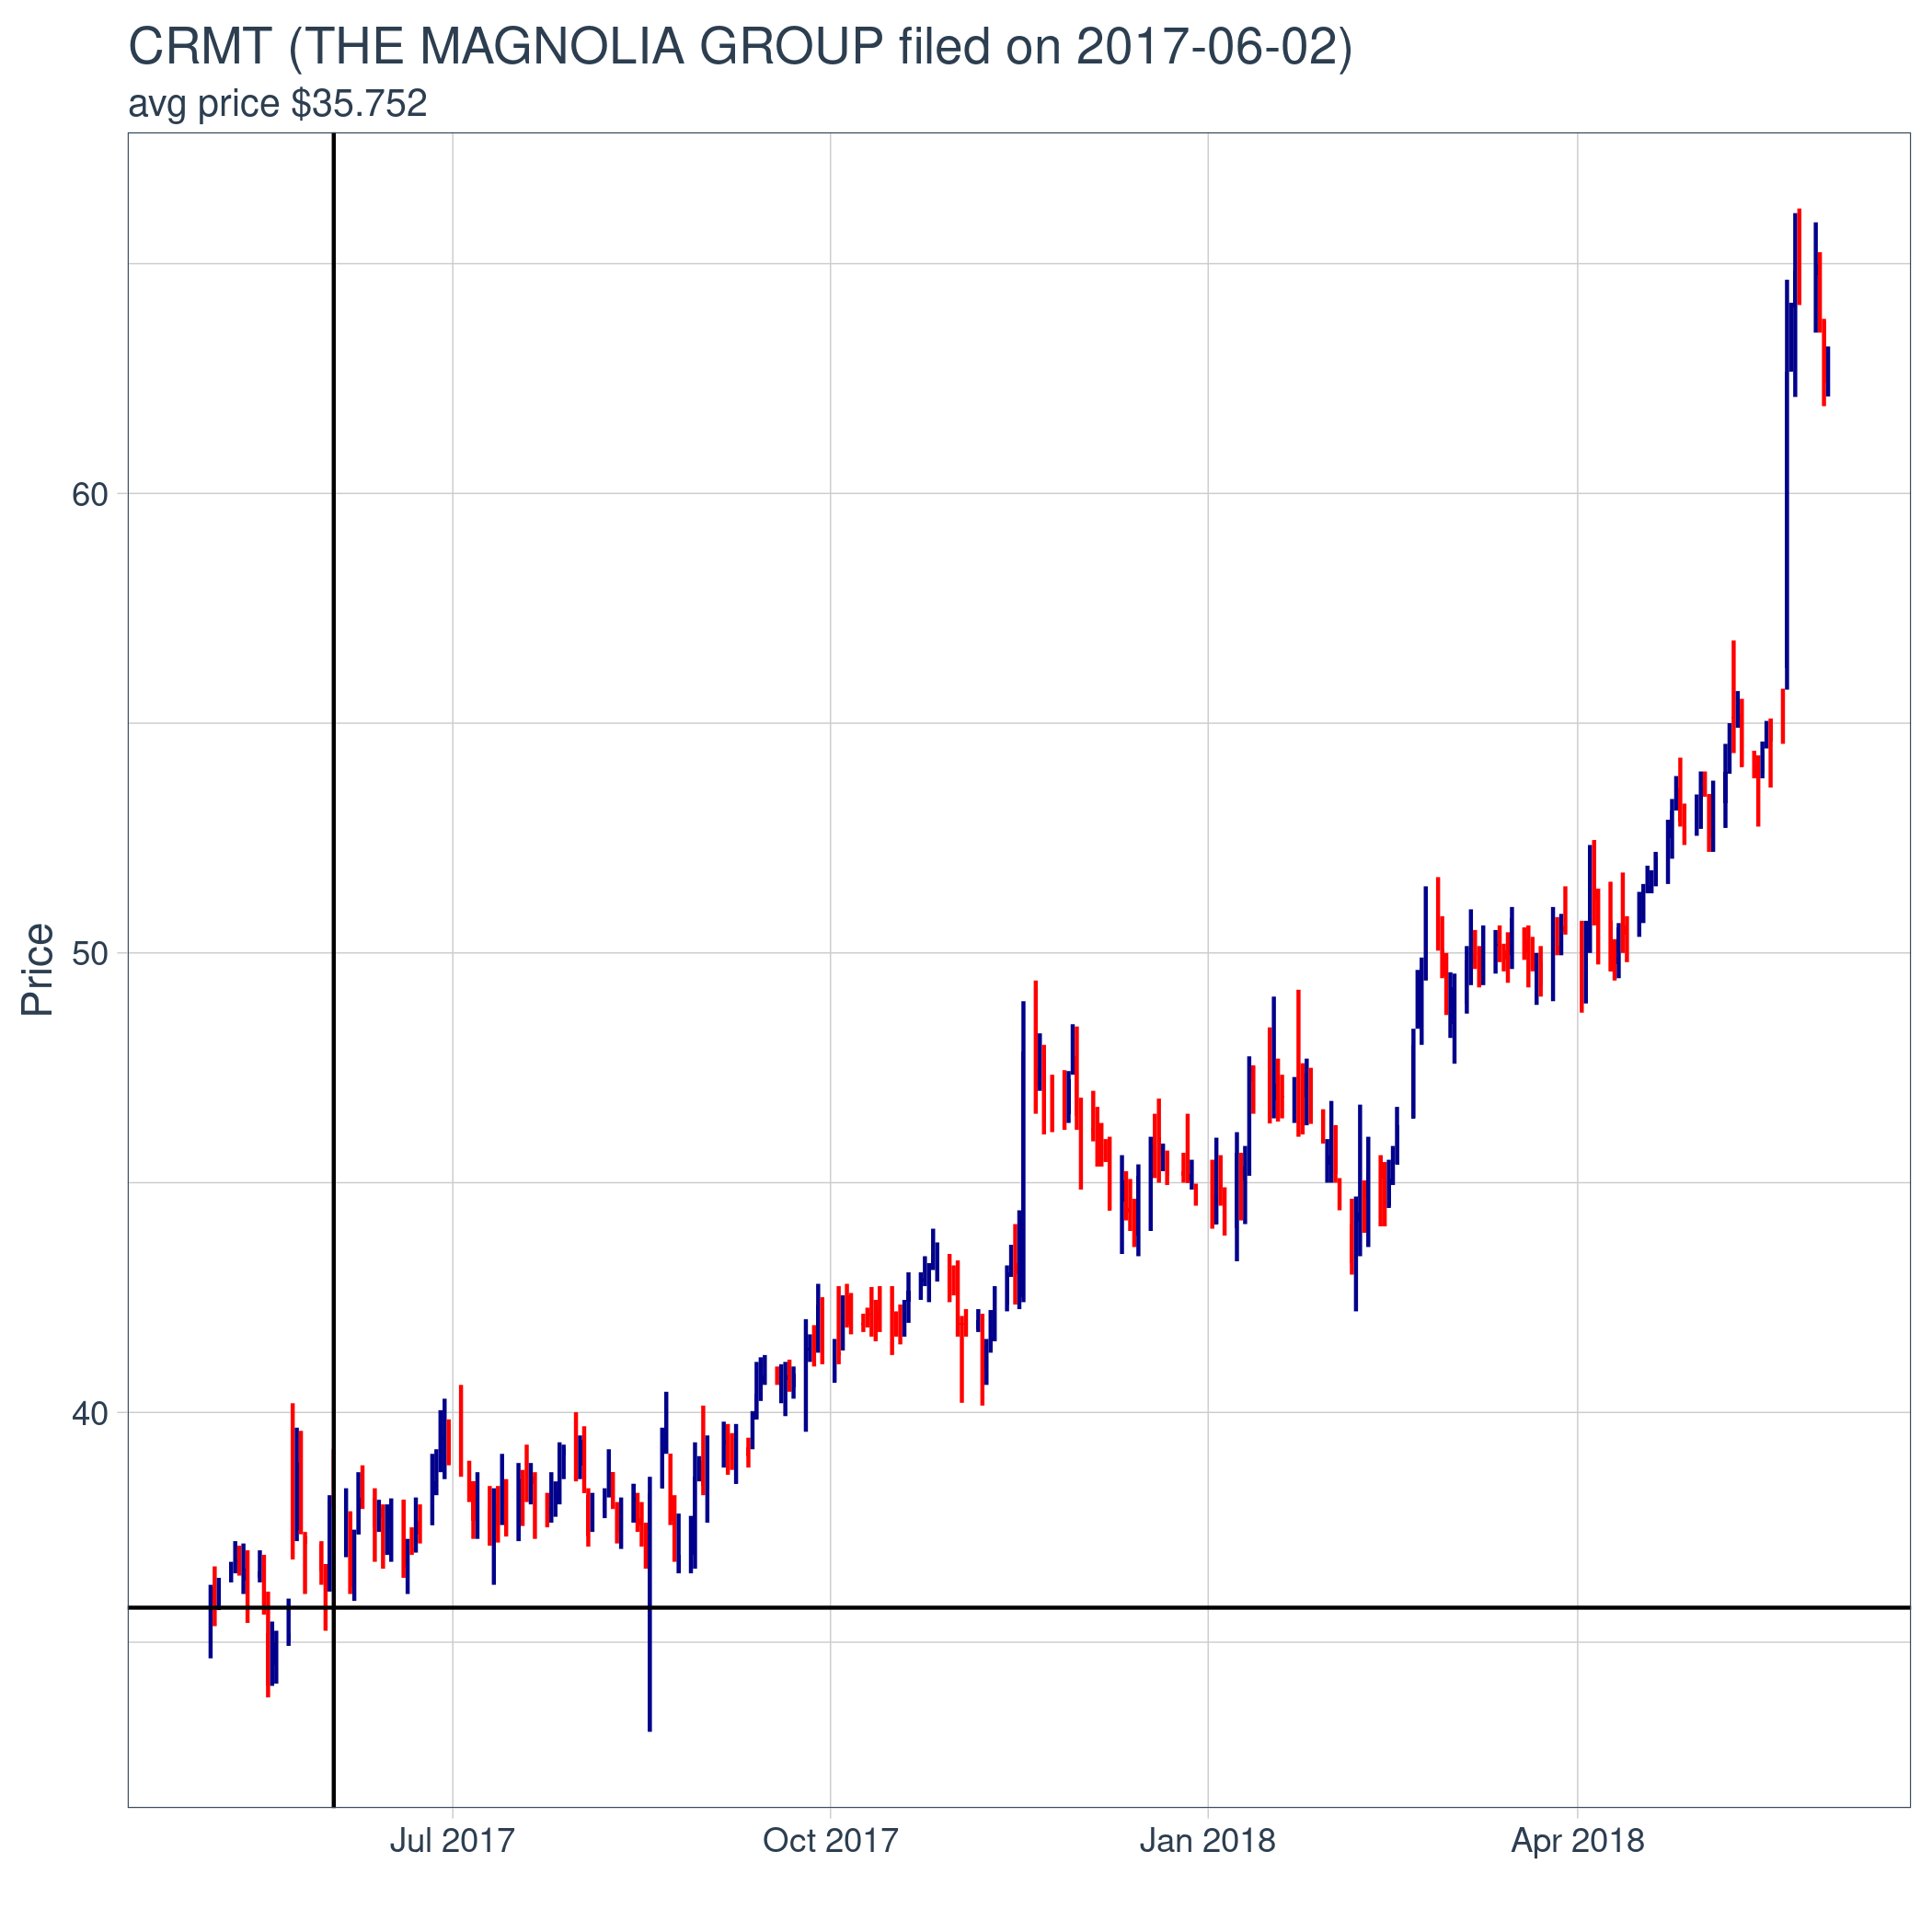 CRMT (THE MAGNOLIA GROUP filed on 2017-06-02)
avg price $35.752
Price
60
50
40
Jul 2017
Oct 2017
Jan 2018
Apr 2018